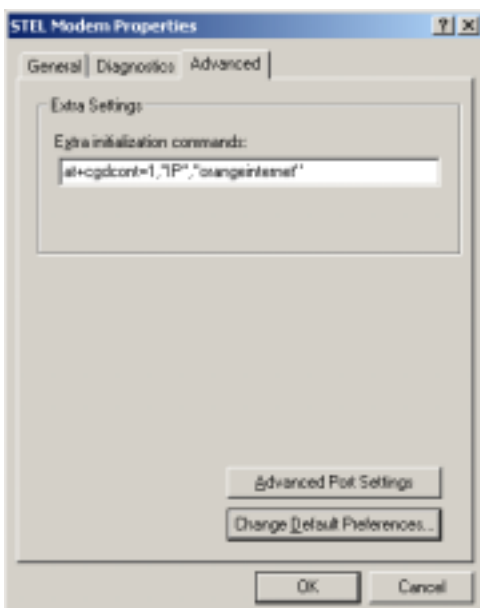 STEL Modem Properties
General Diagnostics Advanced
Extra Settings
Extra initialization commands:
at+cgdcont=1,"IP","orangeinternet"
Advanced Port Settings
Change Default Preferences...
OK Cancel